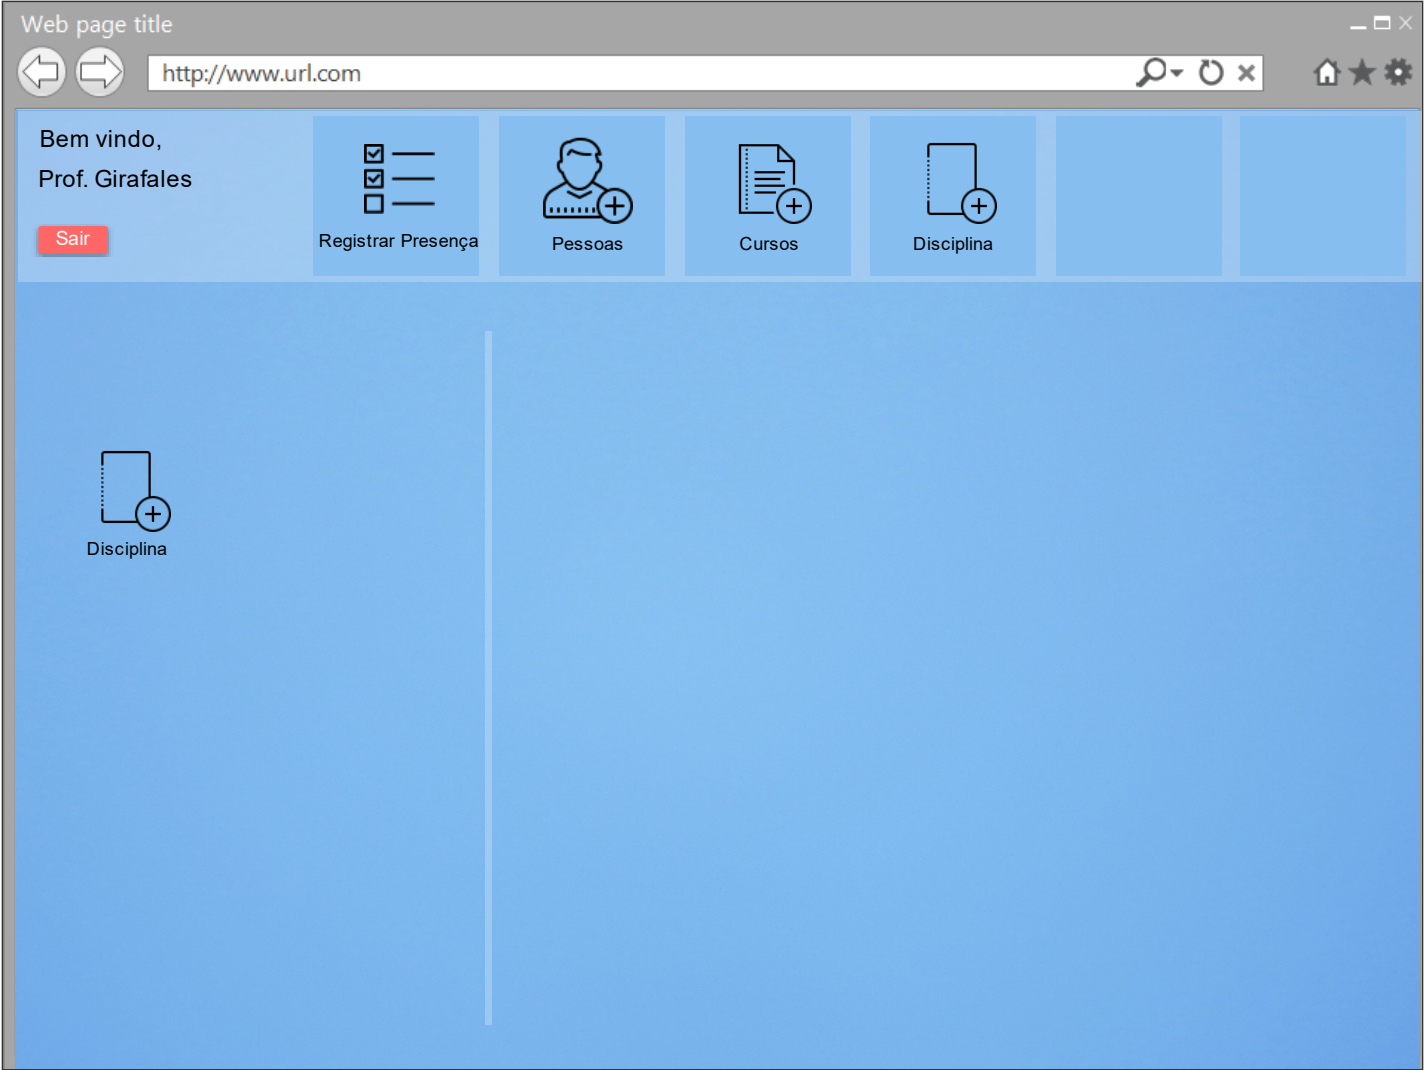 Web page title
http://www.url.com
Bem vindo,
Prof. Girafales
Sair
Registrar Presença
Pessoas
Cursos
Disciplina
Disciplina